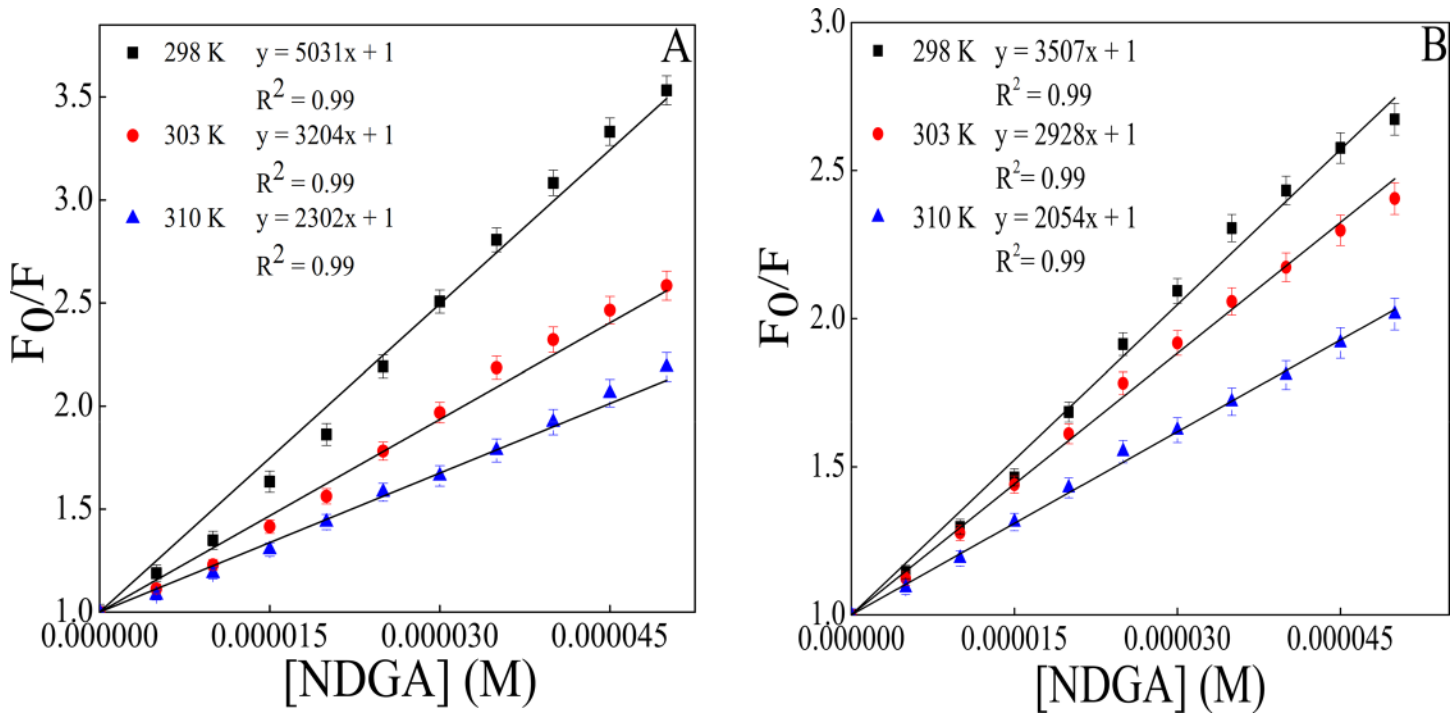 A
298 K y = 5031x + 1
R² = 0.99
303 K y = 3204x + 1
R² = 0.99
310 K y = 2302x + 1
R² = 0.99
3.5
3.0
2.5
2.0
1.5
1.0
F0/F
0.000000 0.000015 0.000030 0.000045
[NDGA] (M)
B
298 K y = 3507x + 1
R² = 0.99
303 K y = 2928x + 1
R²= 0.99
310 K y = 2054x + 1
R²= 0.99
3.0
2.5
2.0
1.5
1.0
F0/F
0.000000 0.000015 0.000030 0.000045
[NDGA] (M)